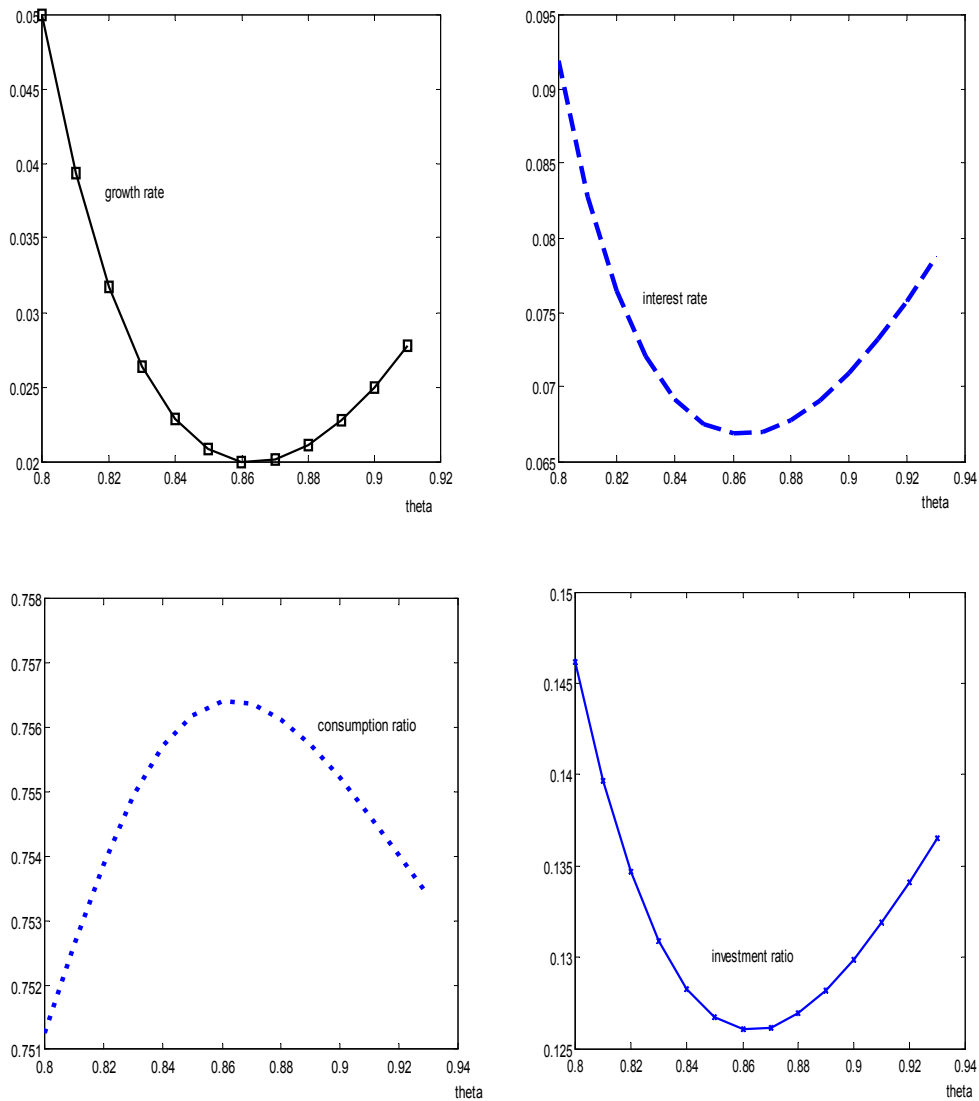 0.05
0.045
0.04
0.035
0.03
0.025
0.02
growth rate
0.8 0.82 0.84 0.86 0.88 0.9 0.92
theta
0.095
0.09
0.085
0.08
0.075
0.07
0.065
interest rate
0.8 0.82 0.84 0.86 0.88 0.9 0.92 0.94
theta
0.758
0.757
0.756
0.755
0.754
0.753
0.752
0.751
consumption ratio
0.8 0.82 0.84 0.86 0.88 0.9 0.92 0.94
theta
0.15
0.145
0.14
0.135
0.13
0.125
investment ratio
0.8 0.82 0.84 0.86 0.88 0.9 0.92 0.94
theta